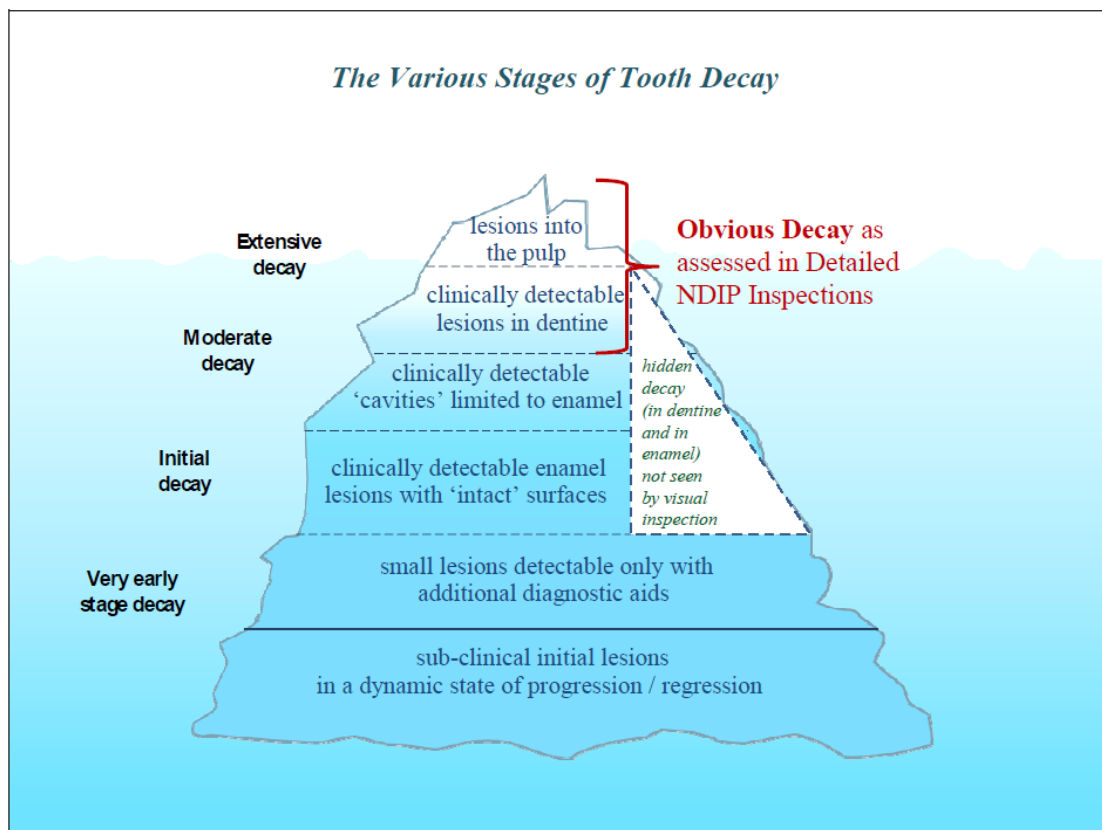 The Various Stages of Tooth Decay
lesions into
the pulp
Extensive
decay
Obvious Decay as
assessed in Detailed
NDIP Inspections
clinically detectable
lesions in dentine
Moderate
decay
clinically detectable
‘cavities’ limited to enamel
hidden
decay
(in dentine
and in
enamel)
not seen
by visual
inspection
Initial
decay
clinically detectable enamel
lesions with ‘intact’ surfaces
Very early
stage decay
small lesions detectable only with
additional diagnostic aids
sub-clinical initial lesions
in a dynamic state of progression / regression